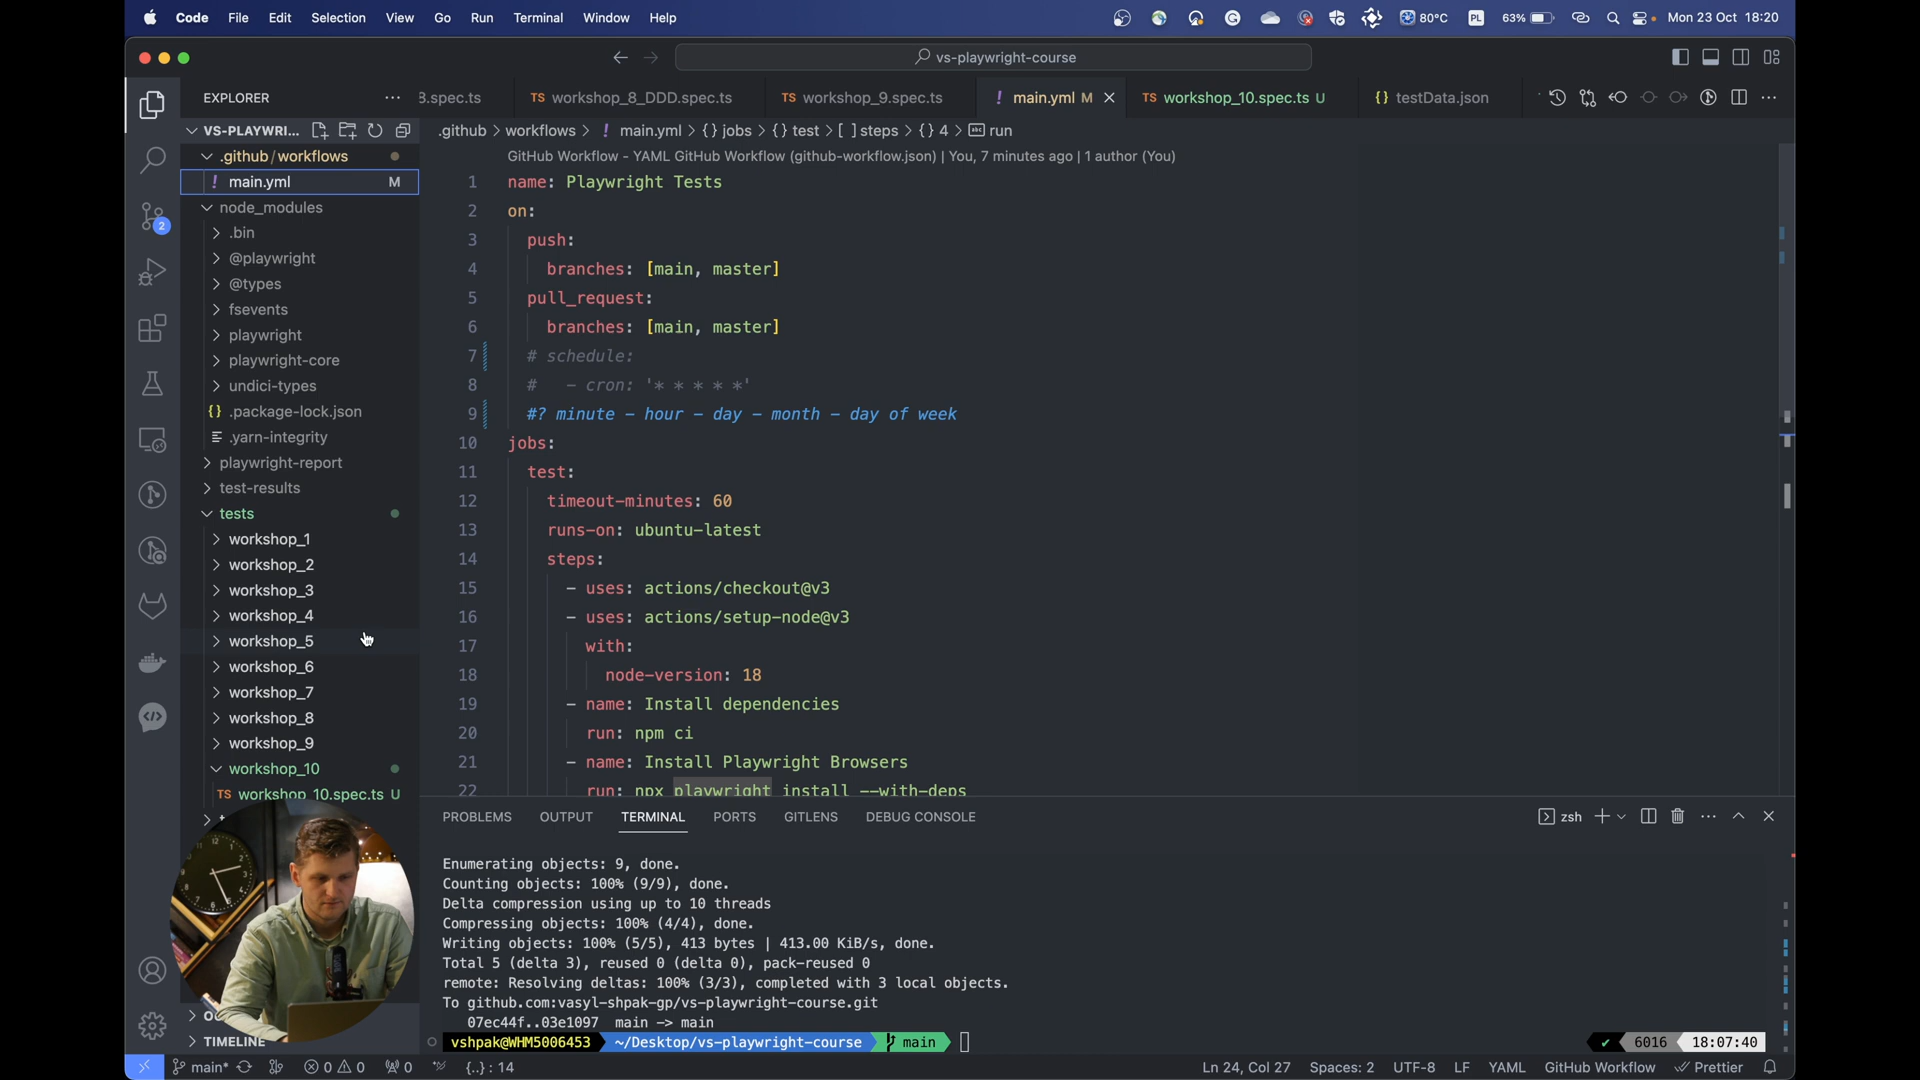 Code File Edit Selection View Go Run Terminal Window Help
80°C PL 63% Mon 23 Oct 18:20
vs-playwright-course
EXPLORER
8.spec.ts TS workshop_8_DDD.spec.ts TS workshop_9.spec.ts ! main.yml M TS workshop_10.spec.ts U {} testData.json
VS-PLAYWRI...
.github > workflows > ! main.yml > {} jobs > {} test > [ ] steps > {} 4 > abc run
.github/workflows
! main.yml M
node_modules
.bin
@playwright
@types
fsevents
playwright
playwright-core
undici-types
{} .package-lock.json
.yarn-integrity
playwright-report
test-results
tests
workshop_1
workshop_2
workshop_3
workshop_4
workshop_5
workshop_6
workshop_7
workshop_8
workshop_9
workshop_10
TS workshop_10.spec.ts U
TIMELINE
2
GitHub Workflow - YAML GitHub Workflow (github-workflow.json) | You, 7 minutes ago | 1 author (You)
1 name: Playwright Tests
2 on:
3 push:
4 branches: [main, master]
5 pull_request:
6 branches: [main, master]
7 # schedule:
8 # - cron: '* * * * *'
9 #? minute - hour - day - month - day of week
10 jobs:
11 test:
12 timeout-minutes: 60
13 runs-on: ubuntu-latest
14 steps:
15 - uses: actions/checkout@v3
16 - uses: actions/setup-node@v3
17 with:
18 node-version: 18
19 - name: Install dependencies
20 run: npm ci
21 - name: Install Playwright Browsers
22 run: npx playwright install --with-deps
PROBLEMS OUTPUT TERMINAL PORTS GITLENS DEBUG CONSOLE
zsh
Enumerating objects: 9, done.
Counting objects: 100% (9/9), done.
Delta compression using up to 10 threads
Compressing objects: 100% (4/4), done.
Writing objects: 100% (5/5), 413 bytes | 413.00 KiB/s, done.
Total 5 (delta 3), reused 0 (delta 0), pack-reused 0
remote: Resolving deltas: 100% (3/3), completed with 3 local objects.
To github.com:vasyl-shpak-gp/vs-playwright-course.git
07ec44f..03e1097 main -> main
vshpak@WHM5006453 ~/Desktop/vs-playwright-course main
6016 18:07:40
main* 0 0 0 {..} : 14
Ln 24, Col 27 Spaces: 2 UTF-8 LF YAML GitHub Workflow Prettier